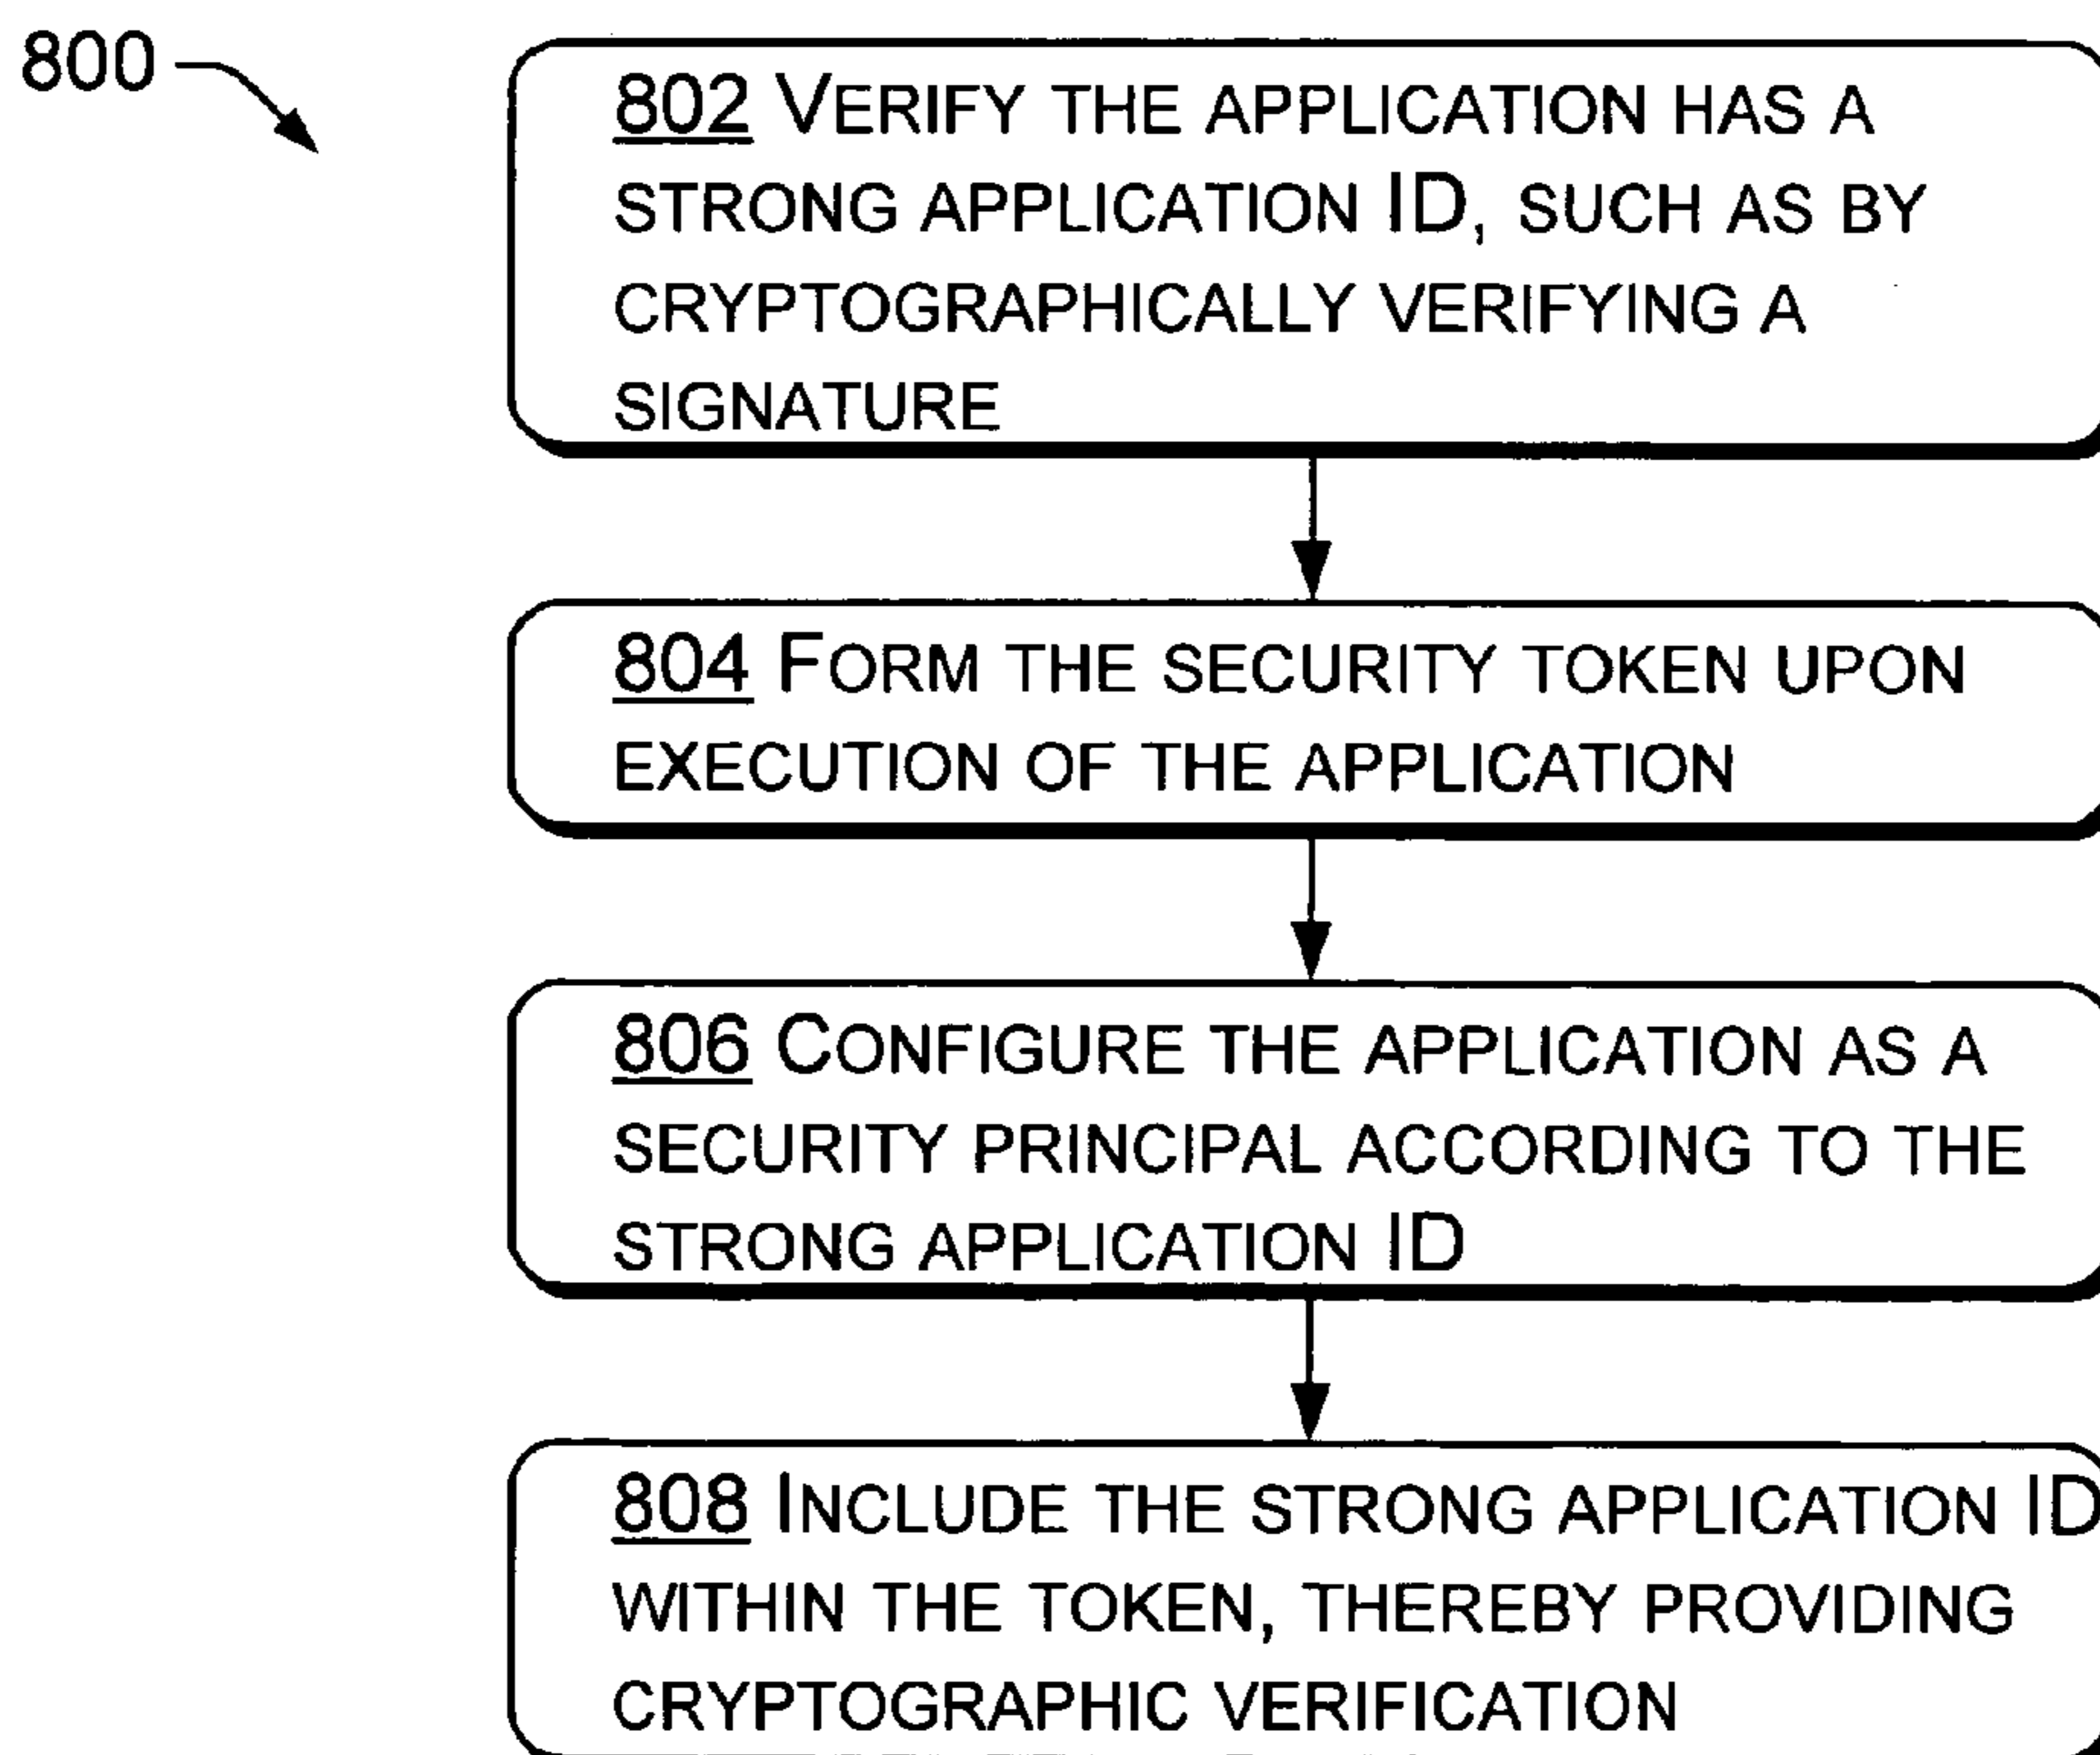 800
802 VERIFY THE APPLICATION HAS A
STRONG APPLICATION ID, SUCH AS BY
CRYPTOGRAPHICALLY VERIFYING A
SIGNATURE
804 FORM THE SECURITY TOKEN UPON
EXECUTION OF THE APPLICATION
806 CONFIGURE THE APPLICATION AS A
SECURITY PRINCIPAL ACCORDING TO THE
STRONG APPLICATION ID
808 INCLUDE THE STRONG APPLICATION ID
WITHIN THE TOKEN, THEREBY PROVIDING
CRYPTOGRAPHIC VERIFICATION